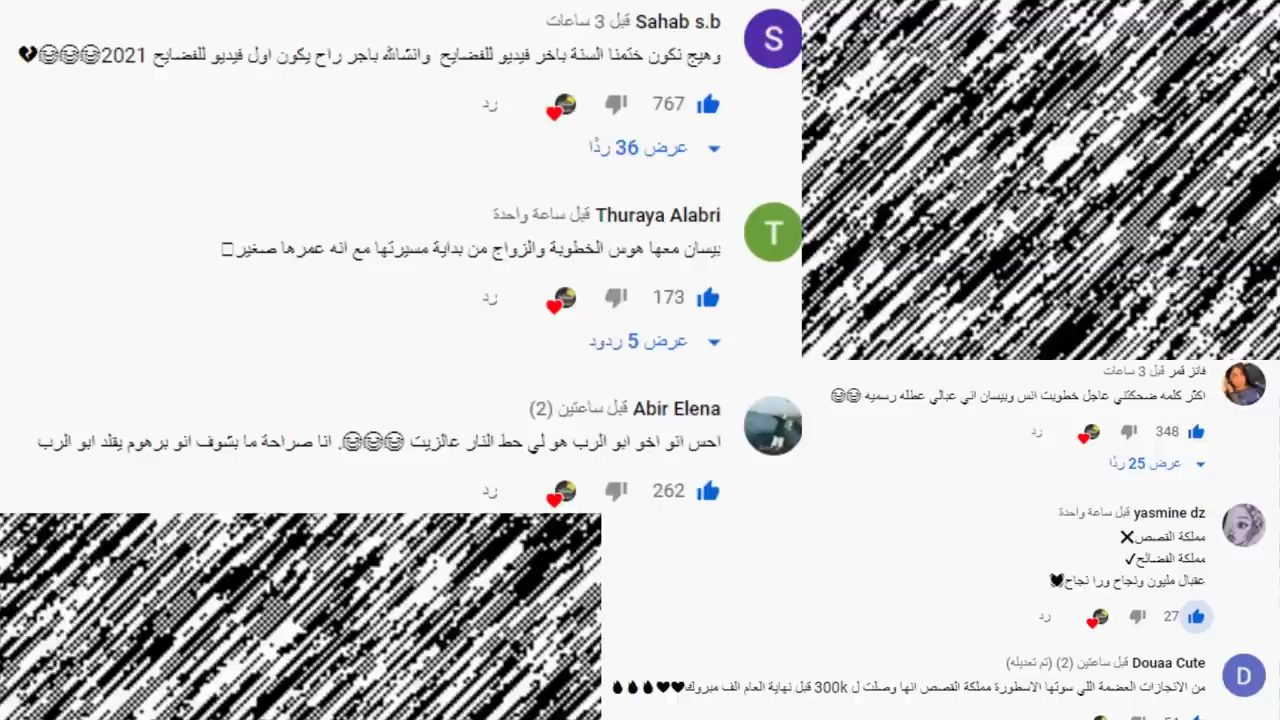 Sahab s.b قبل 3 ساعات
وهيج نكون ختمنا السنة باخر فيديو للفضايح وانشالله باجر راح يكون اول فيديو للفضايح 2021😂😂😂💔
767
رد
عرض 36 ردًا
Thuraya Alabri قبل ساعة واحدة
بيسان معها هوس الخطوبة والزواج من بداية مسيرتها مع انه عمرها صغير
173
رد
عرض 5 ردود
Abir Elena قبل ساعتين (2)
احس انو اخو ابو الرب هو لي حط النار عالزيت 😂😂😂. انا صراحة ما بشوف انو برهوم يقلد ابو الرب
262
رد
فانز قمر قبل 3 ساعات
اكثر كلمه ضحكتني عاجل خطوبت انس وبيسان اني عبالي عطله رسميه 😂😂
348
رد
عرض 25 ردًا
yasmine dz قبل ساعة واحدة
مملكة القصص❌
مملكة الفضائح✔
عقبال مليون ونجاح ورا نجاح
27
رد
Douaa Cute قبل ساعتين (2) (تم تعديله)
من الانجازات العضمة اللي سوتها الاسطورة مملكة القصص انها وصلت ل 300k قبل نهاية العام الف مبروك